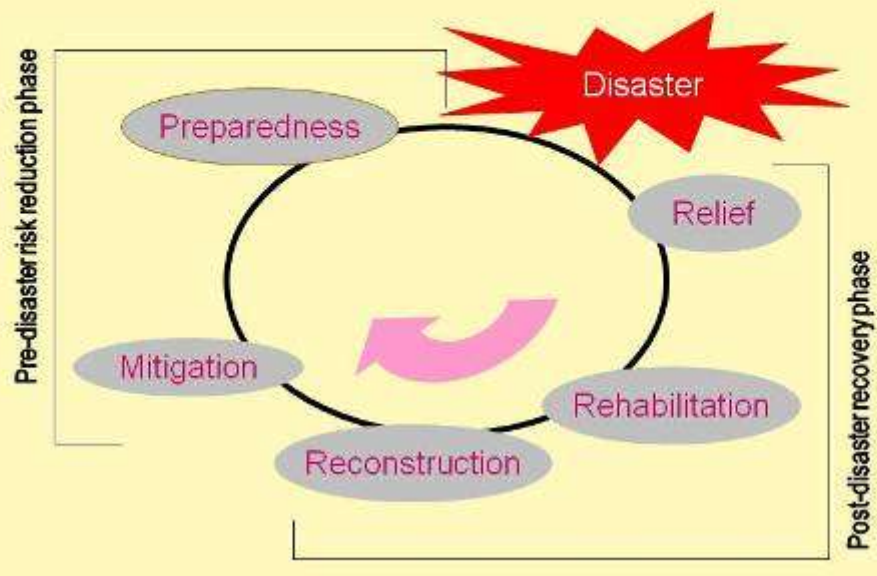 Disaster
Preparedness
Relief
Mitigation
Rehabilitation
Reconstruction
Pre-disaster risk reduction phase
Post-disaster recovery phase